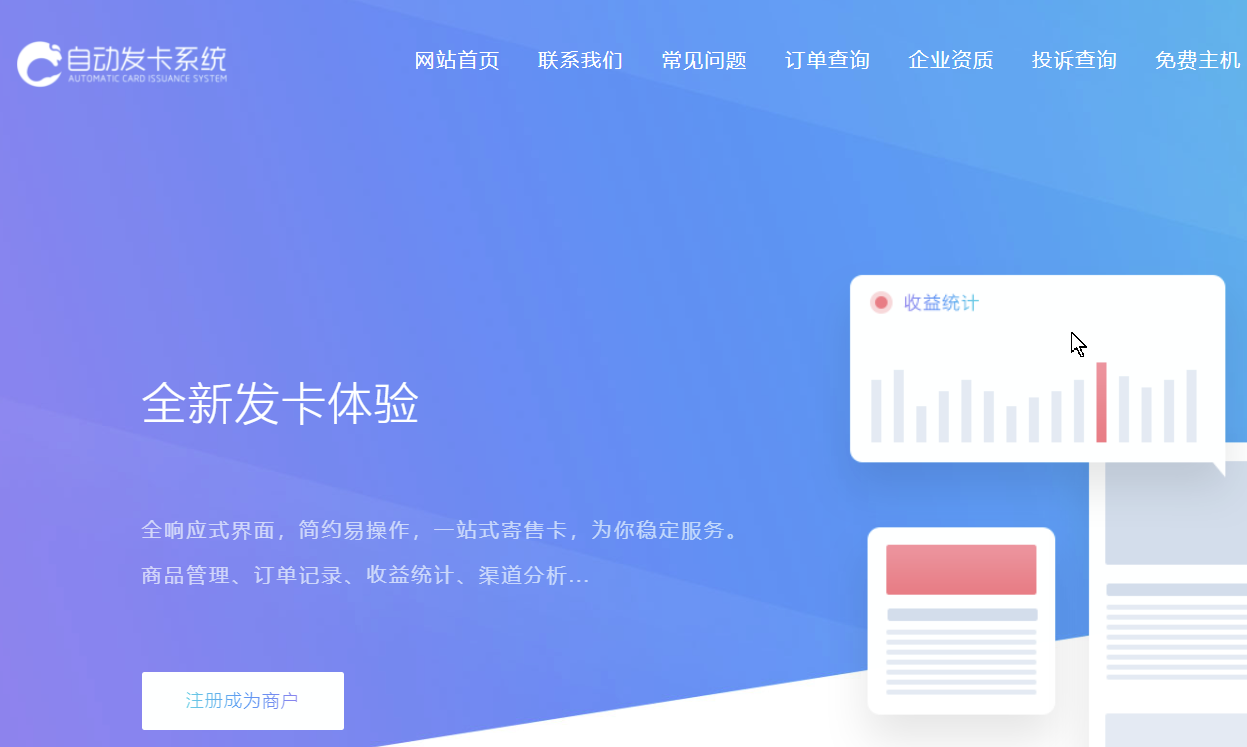 自动发卡系统
AUTOMATIC CARD ISSUANCE SYSTEM
网站首页 联系我们 常见问题 订单查询 企业资质 投诉查询 免费主机
收益统计
全新发卡体验
全响应式界面，简约易操作，一站式寄售卡，为你稳定服务。
商品管理、订单记录、收益统计、渠道分析...
注册成为商户